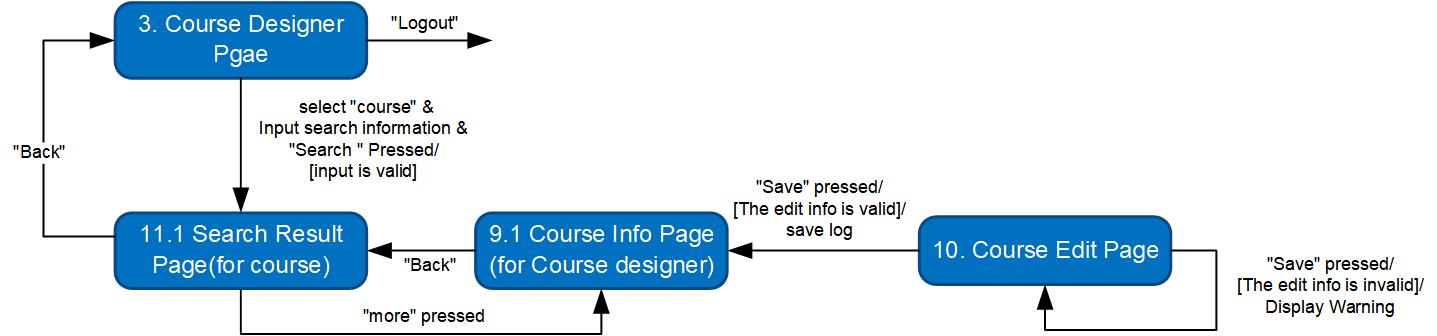 3. Course Designer
Pgae
"Logout"
select "course" &
Input search information &
"Search " Pressed/
[input is valid]
"Back"
11.1 Search Result
Page(for course)
"Back"
9.1 Course Info Page
(for Course designer)
"Save" pressed/
[The edit info is valid]/
save log
10. Course Edit Page
"Save" pressed/
[The edit info is invalid]/
Display Warning
"more" pressed